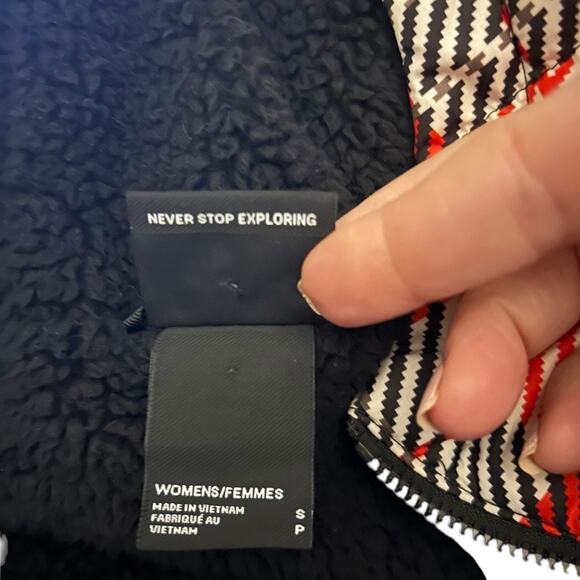 NEVER STOP EXPLORING
WOMENS/FEMMES
MADE IN VIETNAM S
FABRIQUÉ AU P
VIETNAM